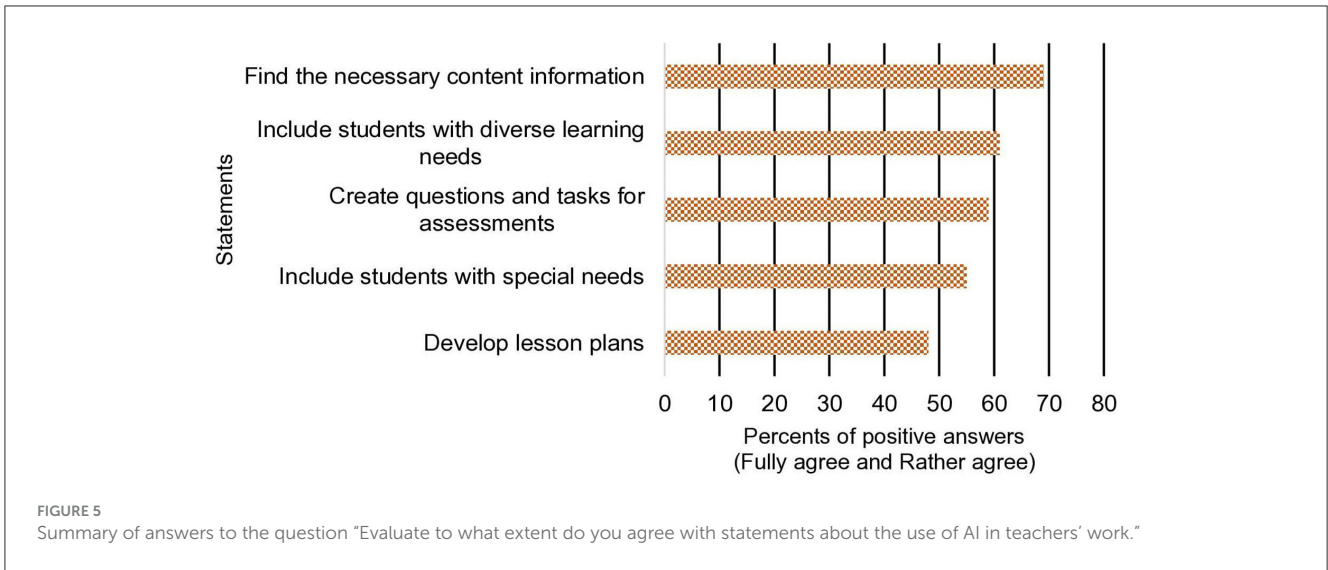 Find the necessary content information
Include students with diverse learning
needs
Create questions and tasks for
assessments
Include students with special needs
Develop lesson plans
Statements
0 10 20 30 40 50 60 70 80
Percents of positive answers
(Fully agree and Rather agree)
FIGURE 5
Summary of answers to the question “Evaluate to what extent do you agree with statements about the use of AI in teachers’ work.”